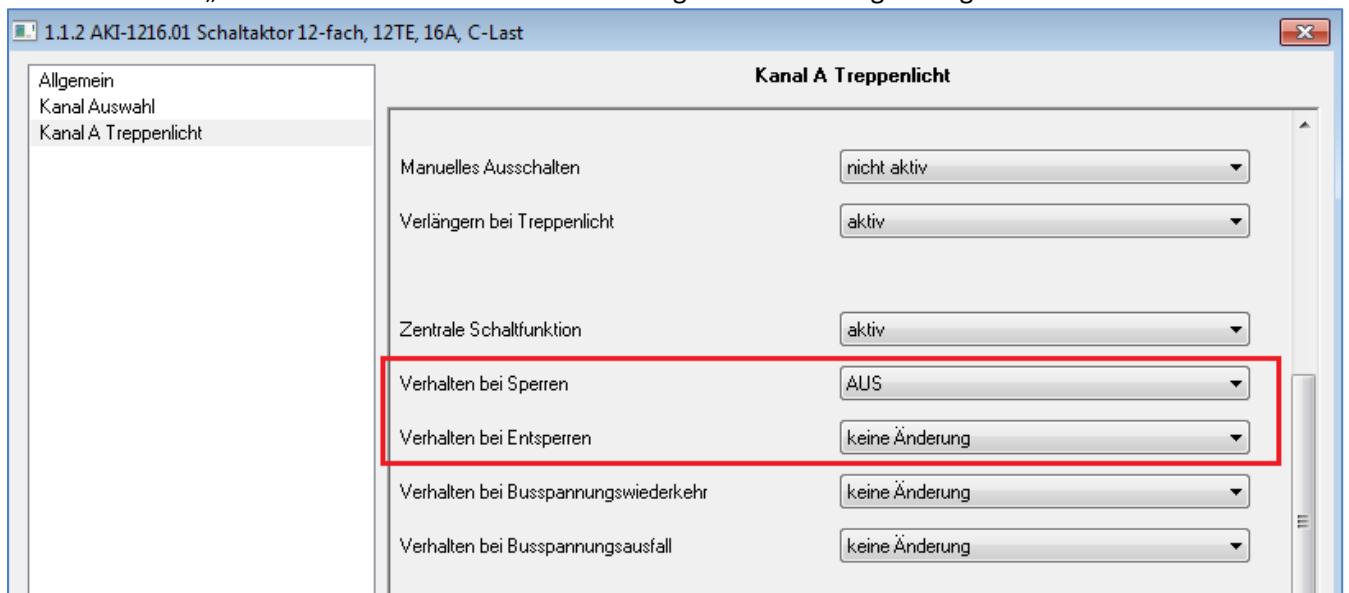 1.1.2 AKI-1216.01 Schaltaktor 12-fach, 12TE, 16A, C-Last
Allgemein
Kanal Auswahl
Kanal A Treppenlicht
Kanal A Treppenlicht
Manuelles Ausschalten nicht aktiv
Verlängern bei Treppenlicht aktiv
Zentrale Schaltfunktion aktiv
Verhalten bei Sperren AUS
Verhalten bei Entsperren keine Änderung
Verhalten bei Busspannungswiederkehr keine Änderung
Verhalten bei Busspannungsausfall keine Änderung